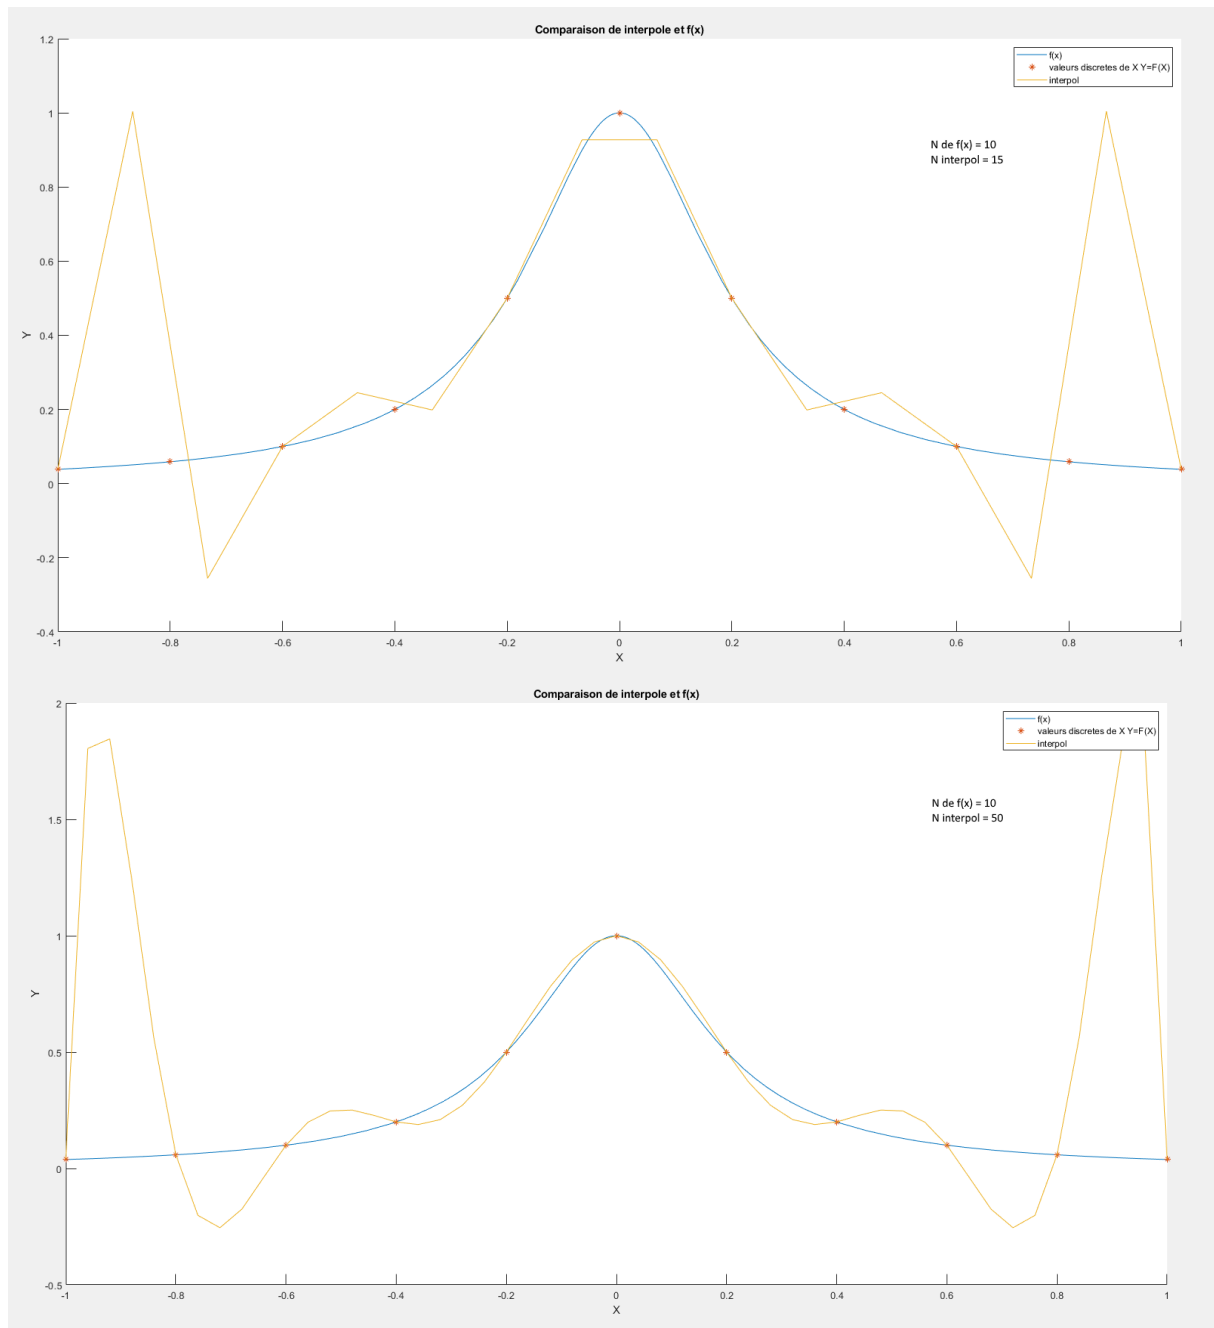 Comparaison de interpole et f(x)
1.2
1
0.8
0.6
0.4
0.2
0
-0.2
-0.4
Y
f(x)
valeurs discretes de X Y=F(X)
interpol
N de f(x) = 10
N interpol = 15
-1 -0.8 -0.6 -0.4 -0.2 0 0.2 0.4 0.6 0.8 1
X
Comparaison de interpole et f(x)
2
1.5
1
0.5
0
-0.5
Y
f(x)
valeurs discretes de X Y=F(X)
interpol
N de f(x) = 10
N interpol = 50
-1 -0.8 -0.6 -0.4 -0.2 0 0.2 0.4 0.6 0.8 1
X